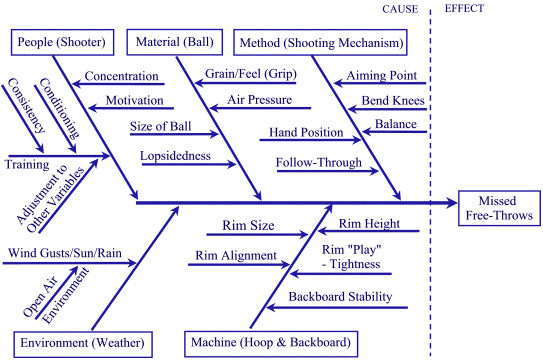 CAUSE
EFFECT
People (Shooter)
Material (Ball)
Method (Shooting Mechanism)
Concentration
Motivation
Consistency
Conditioning
Training
Adjustment to
Other Variables
Grain/Feel (Grip)
Air Pressure
Size of Ball
Lopsidedness
Aiming Point
Bend Knees
Balance
Hand Position
Follow-Through
Missed
Free-Throws
Wind Gusts/Sun/Rain
Open Air
Environment
Environment (Weather)
Rim Size
Rim Alignment
Rim Height
Rim "Play"
- Tightness
Backboard Stability
Machine (Hoop & Backboard)